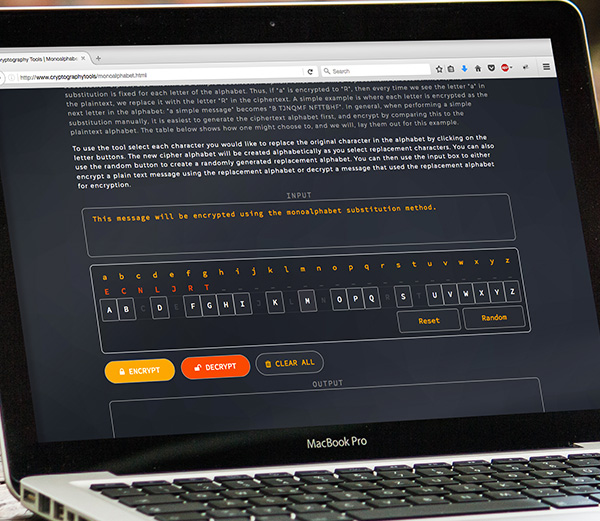 ryptography Tools | Monoalphabe
http://www.cryptographytools/monoalphabet.html
Search
substitution is fixed for each letter of the alphabet. Thus, if "a" is encrypted to "R", then every time we see the letter "a" in
the plaintext, we replace it with the letter "R" in the ciphertext. A simple example is where each letter is encrypted as the
next letter in the alphabet: "a simple message" becomes "B TJNQMF NFTTBHF". In general, when performing a simple
substitution manually, it is easiest to generate the ciphertext alphabet first, and encrypt by comparing this to the
plaintext alphabet. The table below shows how one might choose to, and we will, lay them out for this example.
To use the tool select each character you would like to replace the original character in the alphabet by clicking on the
letter buttons. The new cipher alphabet will be created alphabetically as you select replacement characters. You can also
use the random button to create a randomly generated replacement alphabet. You can then use the input box to either
encrypt a plain text message using the replacement alphabet or decrypt a message that used the replacement alphabet
for encryption.
INPUT
This message will be encrypted using the monoalphabet substitution method.
a b c d e f g h i j k l m n o p q r s t u v w x y z
E C N L J R T _ _ _ _ _ _ _ _ _ _ _ _ _ _ _ _ _ _ _
A B C D E F G H I J K L M N O P Q R S T U V W X Y Z
Reset Random
ENCRYPT DECRYPT CLEAR ALL
OUTPUT
MacBook Pro